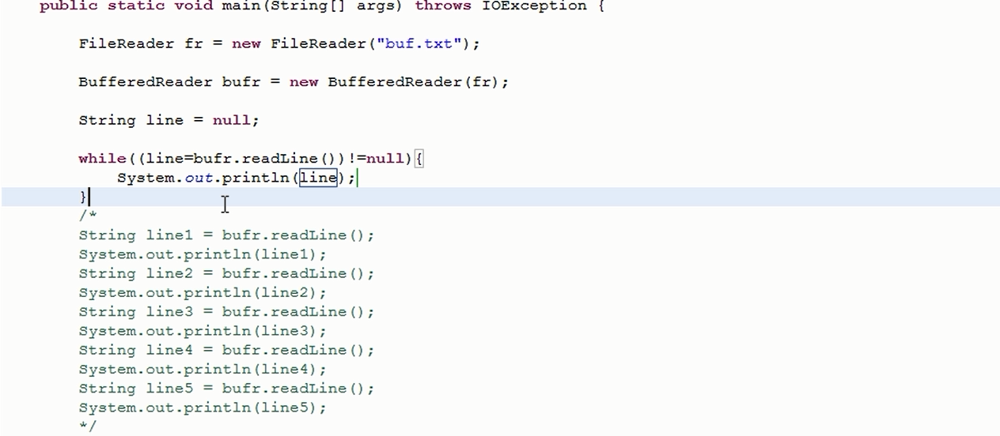 public static void main(String[] args) throws IOException {
FileReader fr = new FileReader("buf.txt");
BufferedReader bufr = new BufferedReader(fr);
String line = null;
while((line=bufr.readLine())!=null){
System.out.println(line);
}
/*
String line1 = bufr.readLine();
System.out.println(line1);
String line2 = bufr.readLine();
System.out.println(line2);
String line3 = bufr.readLine();
System.out.println(line3);
String line4 = bufr.readLine();
System.out.println(line4);
String line5 = bufr.readLine();
System.out.println(line5);
*/